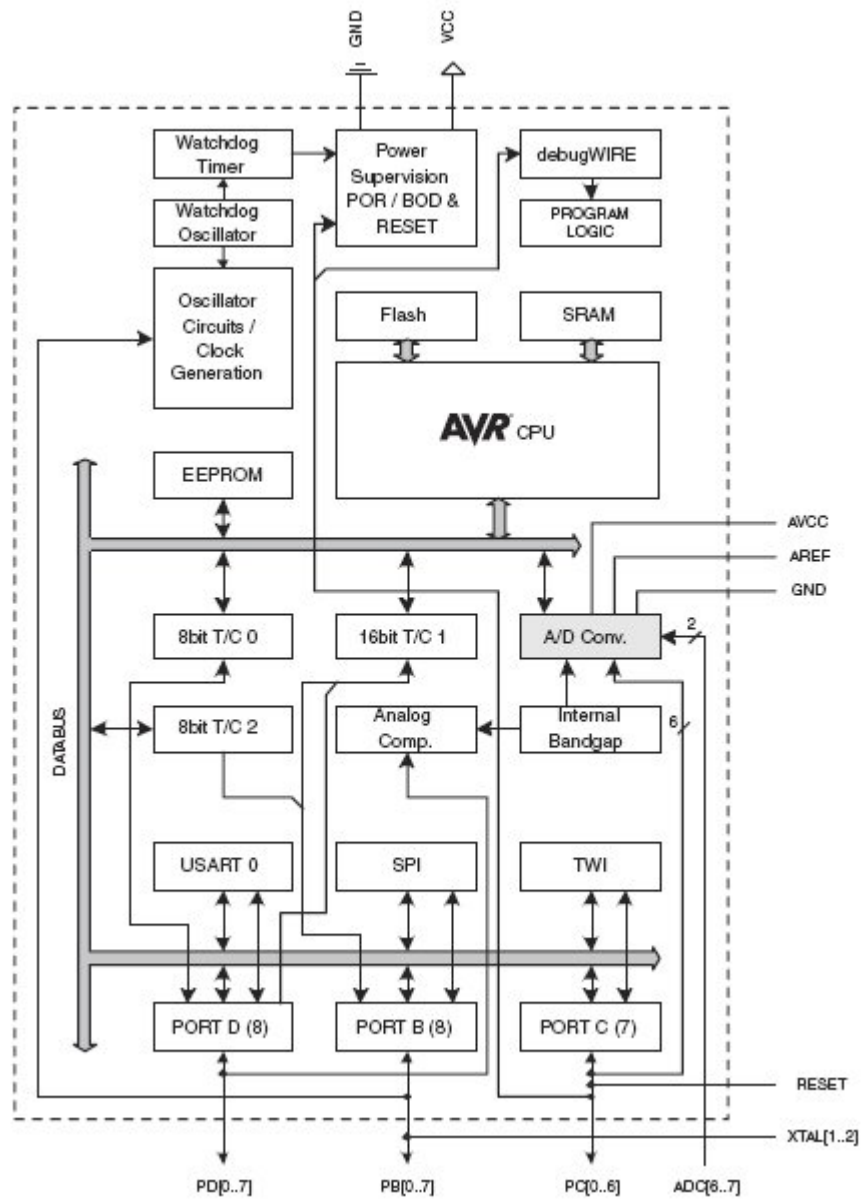 GND
VCC
Watchdog
Timer
Power
Supervision
POR / BOD &
RESET
debugWIRE
Watchdog
Oscillator
PROGRAM
LOGIC
Oscillator
Circuits /
Clock
Generation
Flash
SRAM
AVR CPU
EEPROM
AVCC
AREF
GND
8bit T/C 0
16bit T/C 1
A/D Conv.
2
DATABUS
8bit T/C 2
Analog
Comp.
Internal
Bandgap
6
USART 0
SPI
TWI
PORT D (8)
PORT B (8)
PORT C (7)
RESET
XTAL[1..2]
PD[0..7]
PB[0..7]
PC[0..6]
ADC[6..7]